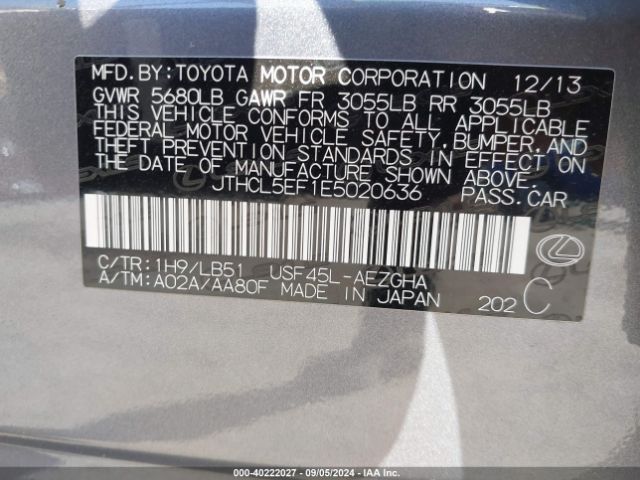 MFD.BY:TOYOTA MOTOR CORPORATION 12/13
GVWR 5680LB GAWR FR 3055LB RR 3055LB
THIS VEHICLE CONFORMS TO ALL APPLICABLE
FEDERAL MOTOR VEHICLE SAFETY,BUMPER,AND
THEFT PREVENTION STANDARDS IN EFFECT ON
THE DATE OF MANUFACTURE SHOWN ABOVE.
JTHCL5EF1E5020636 PASS.CAR
C/TR:1H9/LB51 USF45L-AEZGHA
A/TM:A02A/AA80F MADE IN JAPAN 202 C
000-40222027 - 09/05/2024 - IAA Inc.